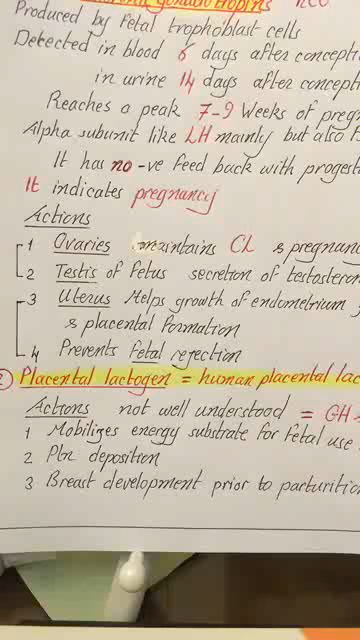 Produced by fetal trophoblast cells
Detected in blood 6 days after concepti
in urine 14 days after concep
Reaches a peak 7-9 Weeks of preg
Alpha subunit like LH mainly but also
It has no -ve feed back with progest
It indicates pregnancy
Actions
1 Ovaries maintains CL & pregnanc
2 Testis of Fetus secretion of testosteron
3 Uterus Helps growth of endometrium
& placental formation
4 Prevents fetal rejection
2 Placental lactogen = human placental lac
Actions not well understood = GH
1 Mobilizes energy substrate for fetal use
2 Ptn deposition
3 Breast development prior to parturition